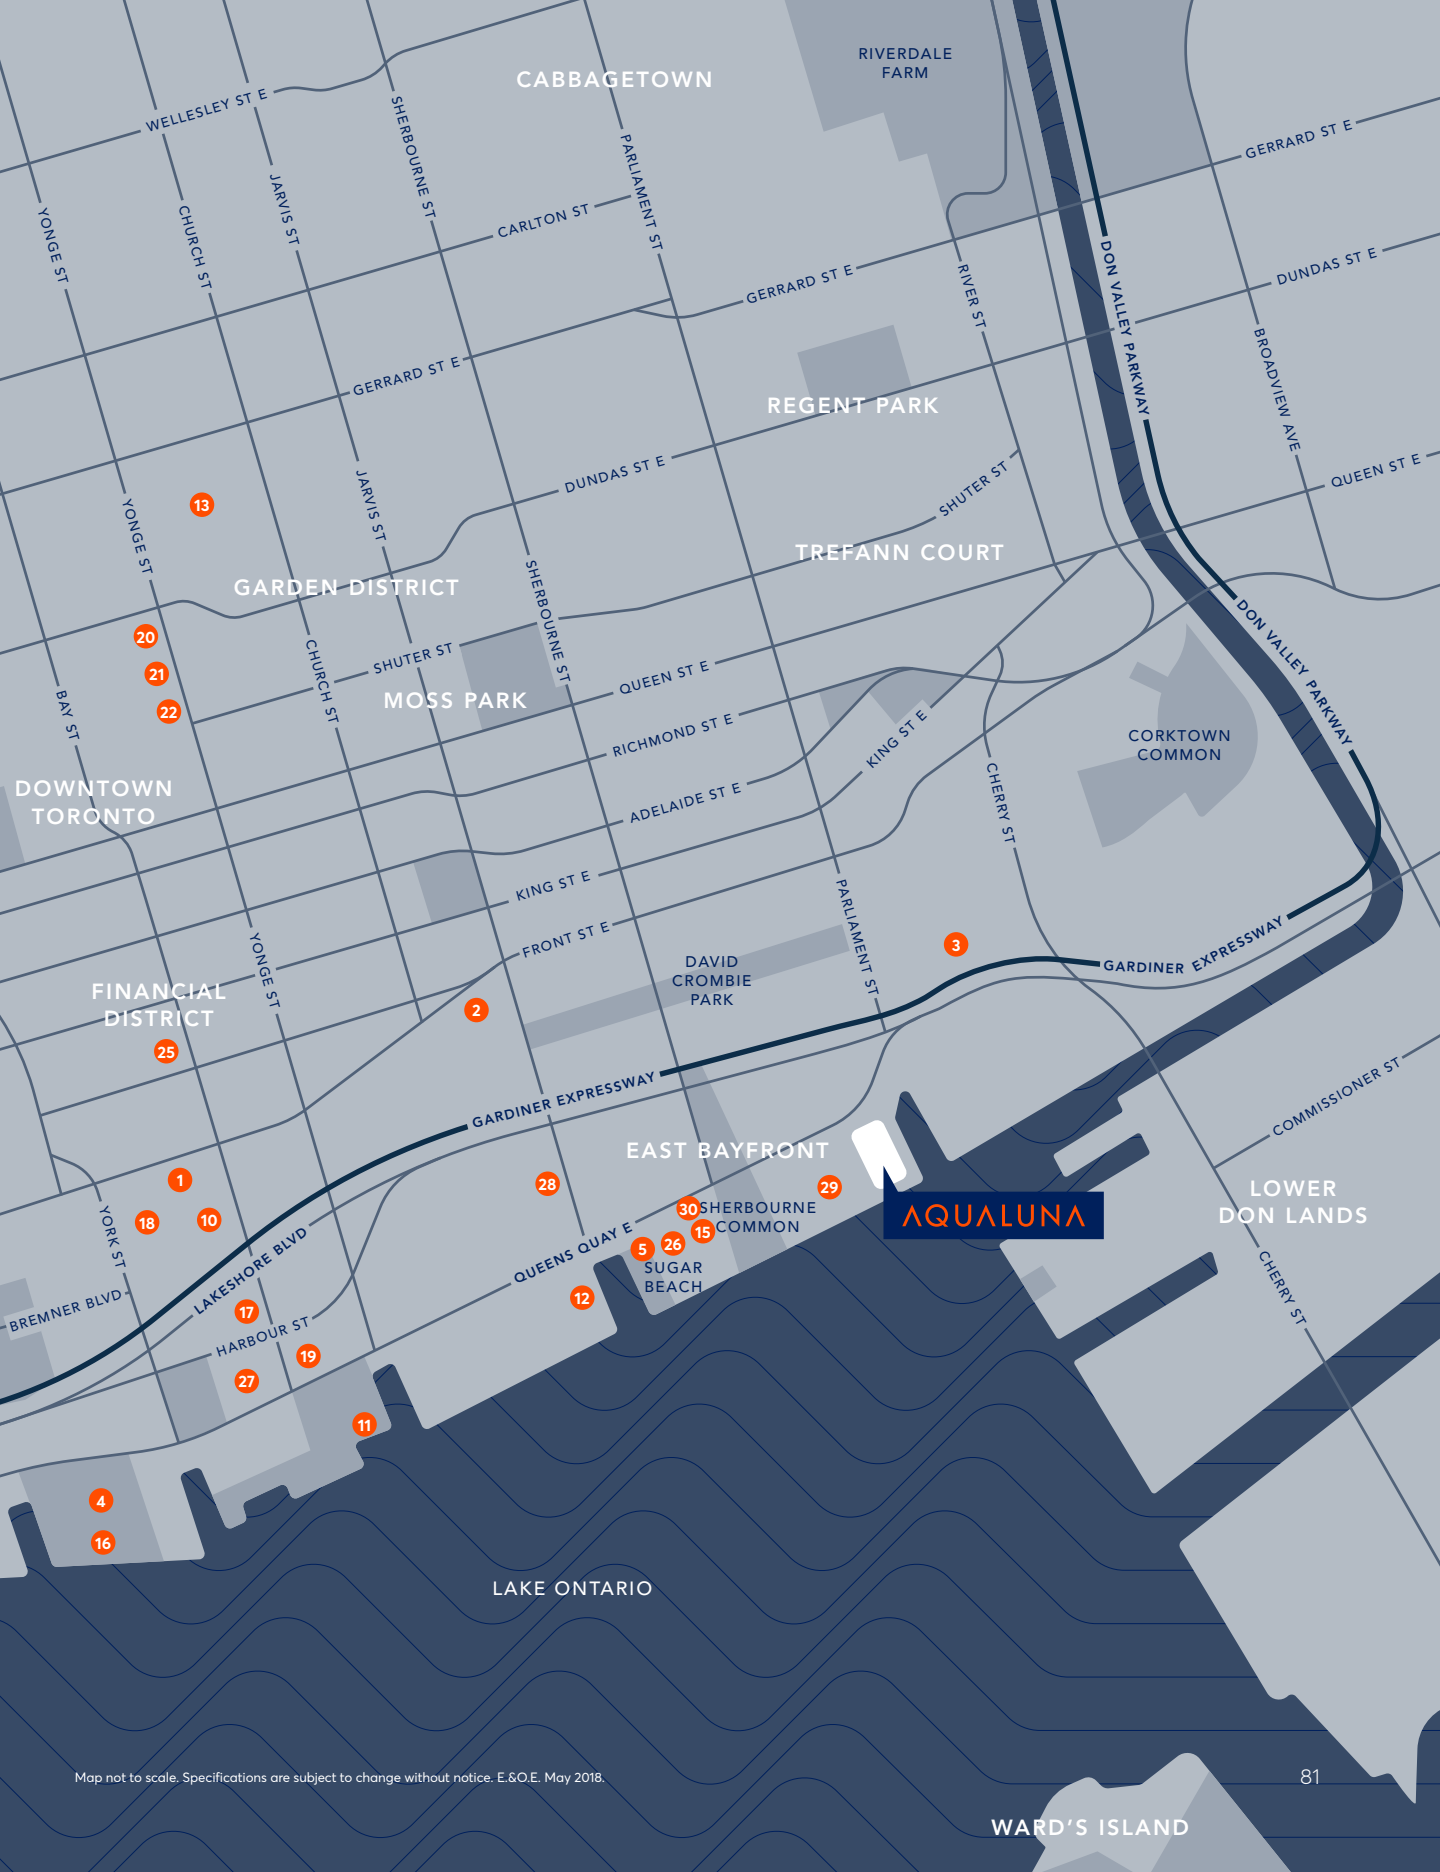 RIVERDALE
FARM
CABBAGETOWN
WELLESLEY ST E
SHERBOURNE ST
PARLIAMENT ST
GERRARD ST E
JARVIS ST
CHURCH ST
YONGE ST
CARLTON ST
DON VALLEY PARKWAY
DUNDAS ST E
GERRARD ST E
RIVER ST
BROADVIEW AVE
GERRARD ST E
REGENT PARK
QUEEN ST E
DUNDAS ST E
SHUTER ST
JARVIS ST
13
YONGE ST
TREFANN COURT
GARDEN DISTRICT
SHERBOURNE ST
DON VALLEY PARKWAY
20
SHUTER ST
CHURCH ST
21
QUEEN ST E
BAY ST
MOSS PARK
22
RICHMOND ST E
KING ST E
CORKTOWN
COMMON
DOWNTOWN
TORONTO
ADELAIDE ST E
CHERRY ST
KING ST E
PARLIAMENT ST
FRONT ST E
3
GARDINER EXPRESSWAY
YONGE ST
DAVID
CROMBIE
PARK
FINANCIAL
DISTRICT
2
25
GARDINER EXPRESSWAY
COMMISSIONER ST
EAST BAYFRONT
1
28
29
LOWER
DON LANDS
18
10
30
SHERBOURNE
COMMON
AQUALUNA
YORK ST
15
QUEENS QUAY E
5
26
LAKESHORE BLVD
SUGAR
BEACH
CHERRY ST
12
BREMNER BLVD
17
HARBOUR ST
19
27
11
4
16
LAKE ONTARIO
Map not to scale. Specifications are subject to change without notice. E.&O.E. May 2018.
81
WARD'S ISLAND